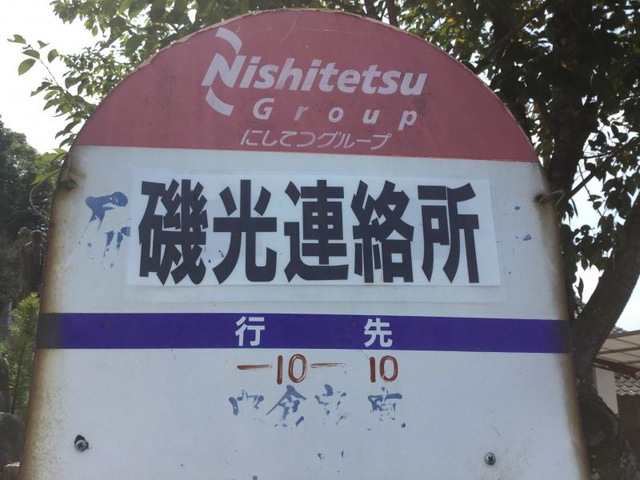 Nishitetsu
Group
にしてつグループ
磯光連絡所
行先
-10- 10